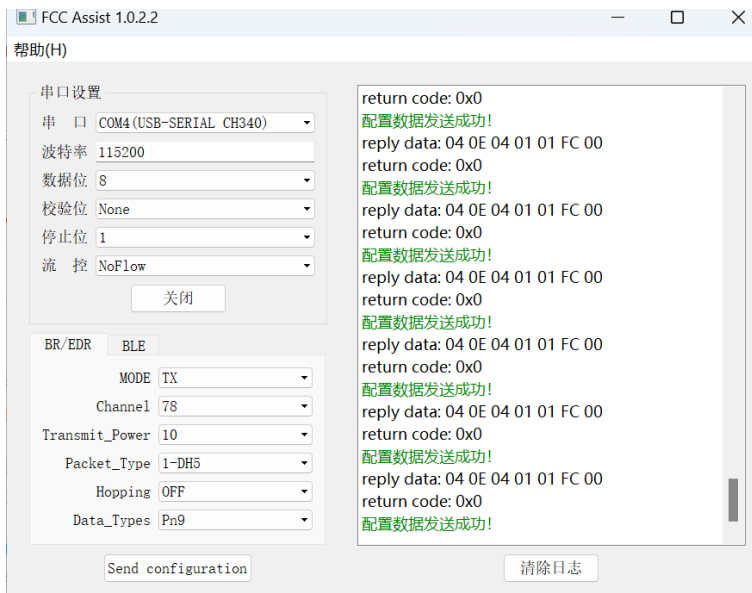 FCC Assist 1.0.2.2
帮助(H)
串口设置
串 口 COM4(USB-SERIAL CH340)
波特率 115200
数据位 8
校验位 None
停止位 1
流 控 NoFlow
关闭
BR/EDR BLE
MODE TX
Channel 78
Transmit_Power 10
Packet_Type 1-DH5
Hopping OFF
Data_Types Pn9
Send configuration
return code: 0x0
配置数据发送成功!
reply data: 04 0E 04 01 01 FC 00
return code: 0x0
配置数据发送成功!
reply data: 04 0E 04 01 01 FC 00
return code: 0x0
配置数据发送成功!
reply data: 04 0E 04 01 01 FC 00
return code: 0x0
配置数据发送成功!
reply data: 04 0E 04 01 01 FC 00
return code: 0x0
配置数据发送成功!
reply data: 04 0E 04 01 01 FC 00
return code: 0x0
配置数据发送成功!
reply data: 04 0E 04 01 01 FC 00
return code: 0x0
配置数据发送成功!
清除日志